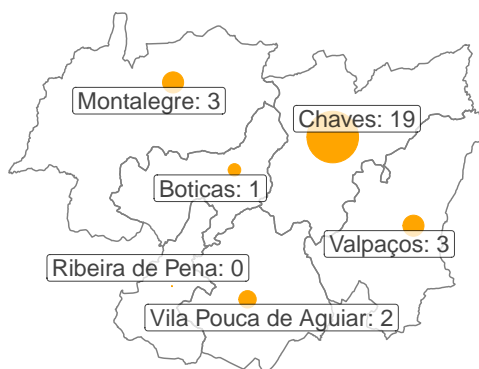 Montalegre: 3
Chaves: 19
Boticas: 1
Valpaços: 3
Ribeira de Pena: 0
Vila Pouca de Aguiar: 2